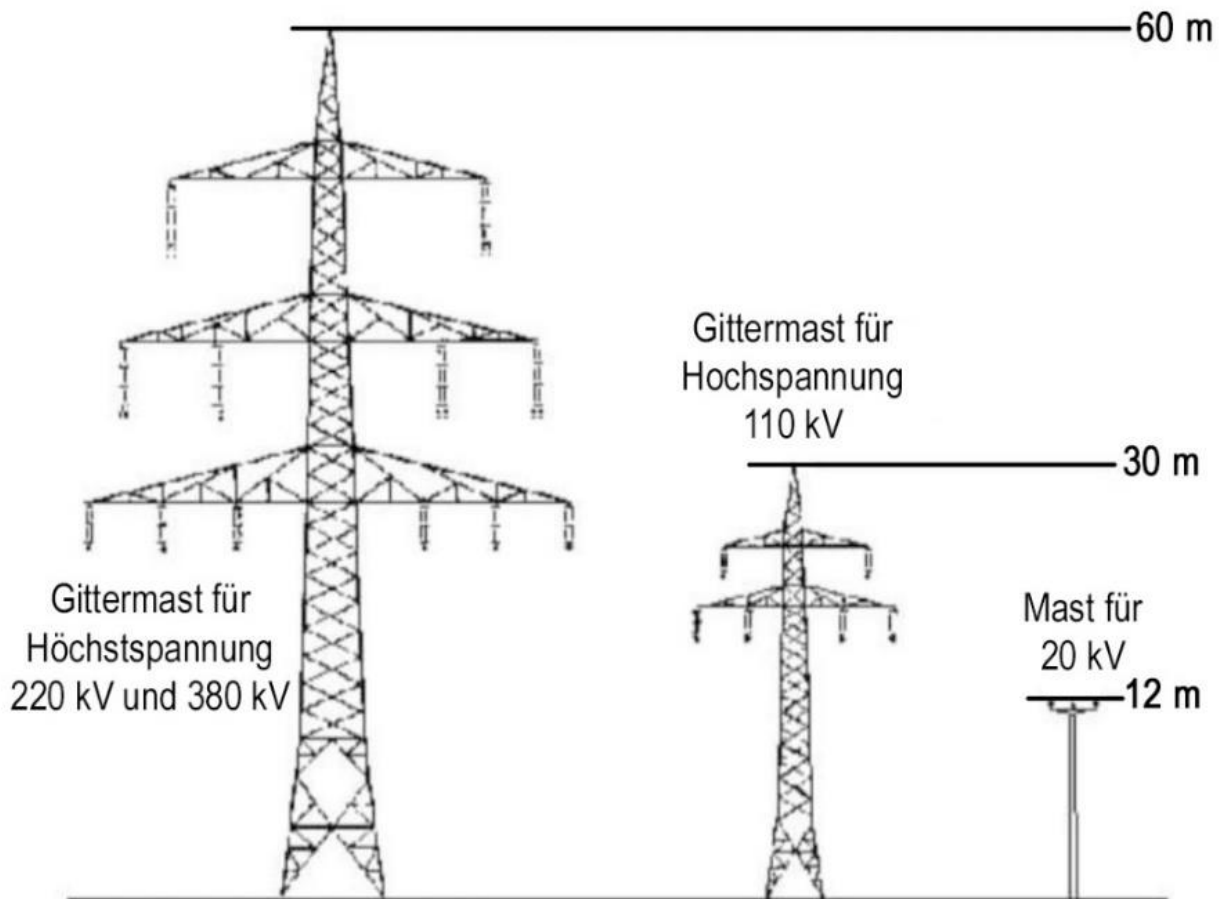 60 m
Gittermast für
Hochspannung
110 kV
30 m
Gittermast für
Höchstspannung
220 kV und 380 kV
Mast für
20 kV
12 m